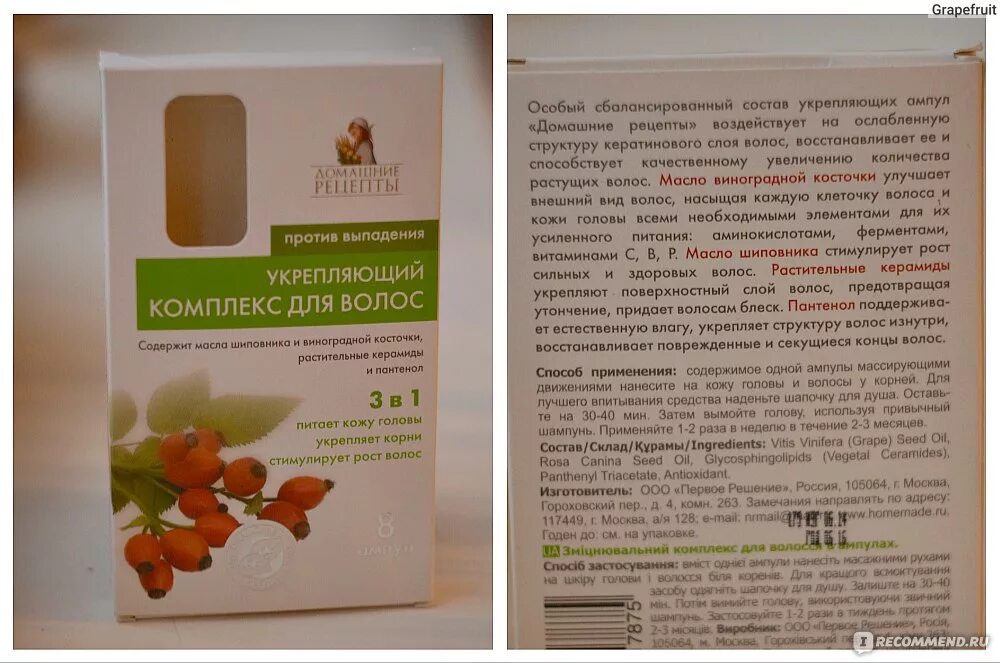 Grapefruit
ДОМАШНИЕ
РЕЦЕПТЫ
против выпадения
УКРЕПЛЯЮЩИЙ
КОМПЛЕКС ДЛЯ ВОЛОС
Содержит масла шиповника и виноградной косточки,
растительные керамиды
и пантенол
3 в 1
питает кожу головы
укрепляет корни
стимулирует рост волос
8
ампул
Особый сбалансированный состав укрепляющих ампул
«Домашние рецепты» воздействует на ослабленную
структуру кератинового слоя волос, восстанавливает ее и
способствует качественному увеличению количества
растущих волос. Масло виноградной косточки улучшает
внешний вид волос, насыщая каждую клеточку волоса и
кожи головы всеми необходимыми элементами для их
усиленного питания: аминокислотами, ферментами,
витаминами С, В, Р. Масло шиповника стимулирует рост
сильных и здоровых волос. Растительные керамиды
укрепляют поверхностный слой волос, предотвращая
утончение, придает волосам блеск. Пантенол поддержива-
ет естественную влагу, укрепляет структуру волос изнутри,
восстанавливает поврежденные и секущиеся концы волос.
Способ применения: содержимое одной ампулы массирующими
движениями нанесите на кожу головы и волосы у корней. Для
лучшего впитывания средства наденьте шапочку для душа. Оставь-
те на 30-40 мин. Затем вымойте голову, используя привычный
шампунь. Применяйте 1-2 раза в неделю в течение 2-3 месяцев.
Состав/Склад/Құрамы/Ingredients: Vitis Vinifera (Grape) Seed Oil,
Rosa Canina Seed Oil, Glycosphingolipids (Vegetal Ceramides),
Panthenyl Triacetate, Antioxidant.
Изготовитель: ООО «Первое Решение», Россия, 105064, г. Москва,
Гороховский пер., д. 4, комн. 263. Замечания направлять по адресу:
117449, г. Москва, а/я 128; e-mail: nrmail@ www.homemade.ru.
Годен до: см. на упаковке.
UA Зміцнювальний комплекс для волосся в ампулах.
Спосіб застосування: вміст однієї ампули нанесіть масажними рухами
на шкіру голови і волосся біля коренів. Для кращого всмоктування
засобу одягніть шапочку для душу. Залиште на 30-40
мин. Потім вимийте голову, використовуючи звичний
шампунь. Застосовуйте 1-2 рази в тиждень протягом
2-3 місяців. Виробник: ООО «Первое Решение», Росія,
105064, м. Москва, Горохівський пер
7875
IRECOMMEND.RU